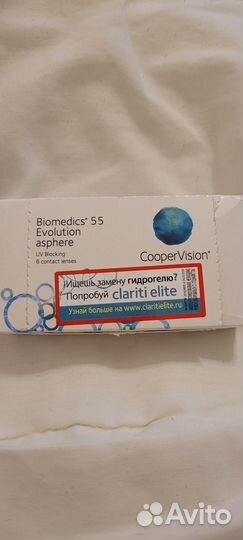 Biomedics® 55
Evolution
asphere
UV Blocking
6 contact lenses
CooperVision®
Ищешь замену гидрогелю?
Попробуй clariti elite
Узнай больше на www.claritielite.ru
Avito